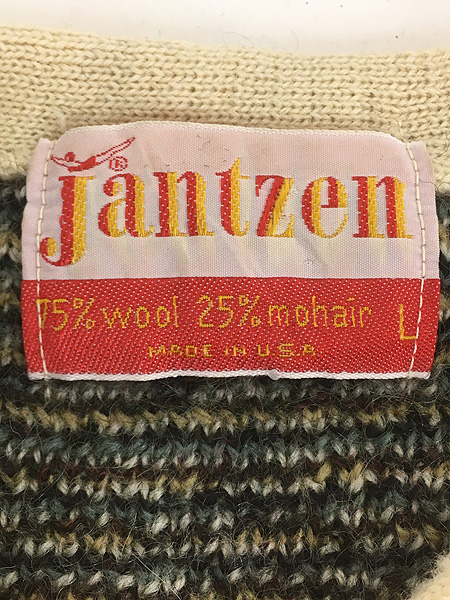 jantzen ®
75% wool 25% mohair L
MADE IN U.S.A